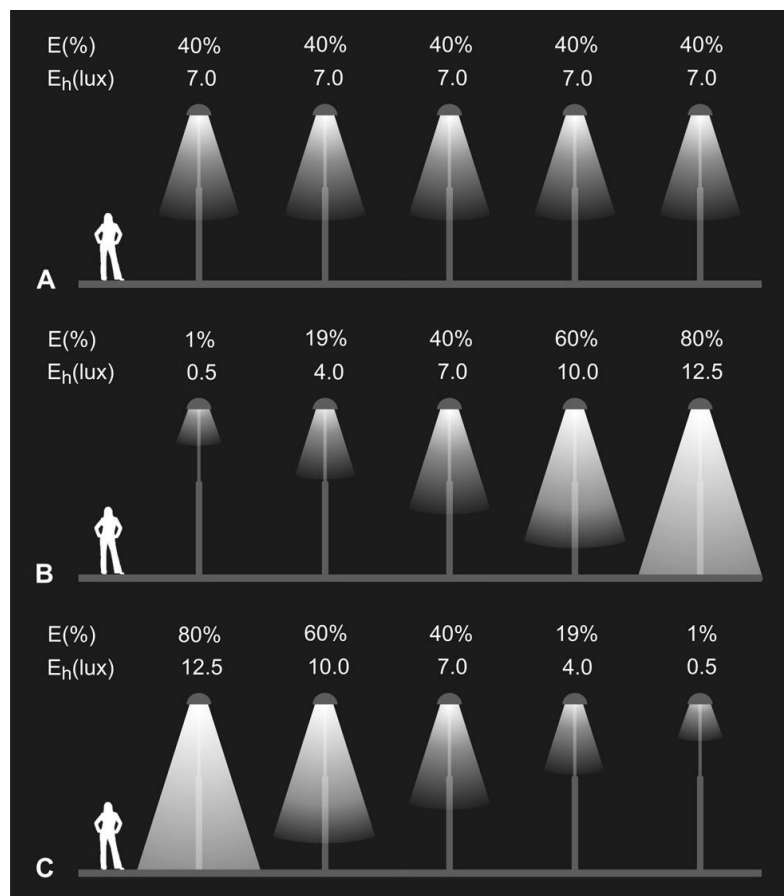 E(%) 40% 40% 40% 40% 40%
Eh(lux) 7.0 7.0 7.0 7.0 7.0
A
E(%) 1% 19% 40% 60% 80%
Eh(lux) 0.5 4.0 7.0 10.0 12.5
B
E(%) 80% 60% 40% 19% 1%
Eh(lux) 12.5 10.0 7.0 4.0 0.5
C